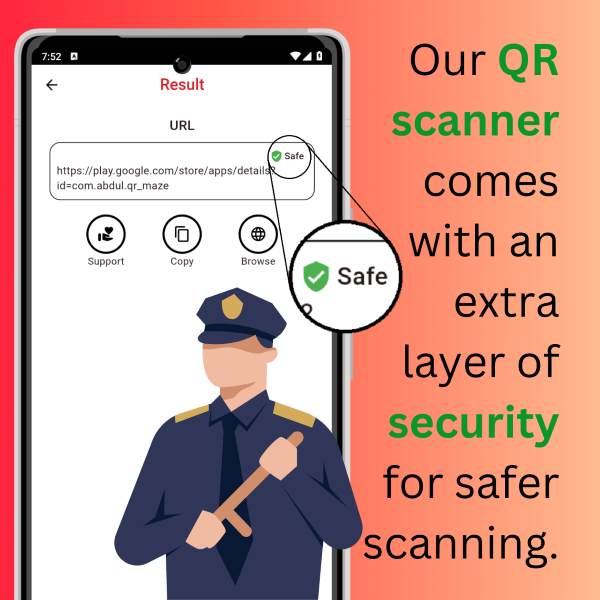 7:52
Result
URL
Safe
https://play.google.com/store/apps/details?
id=com.abdul.qr_maze
Support
Copy
Browse
Safe
Our QR
scanner
comes
with an
extra
layer of
security
for safer
scanning.